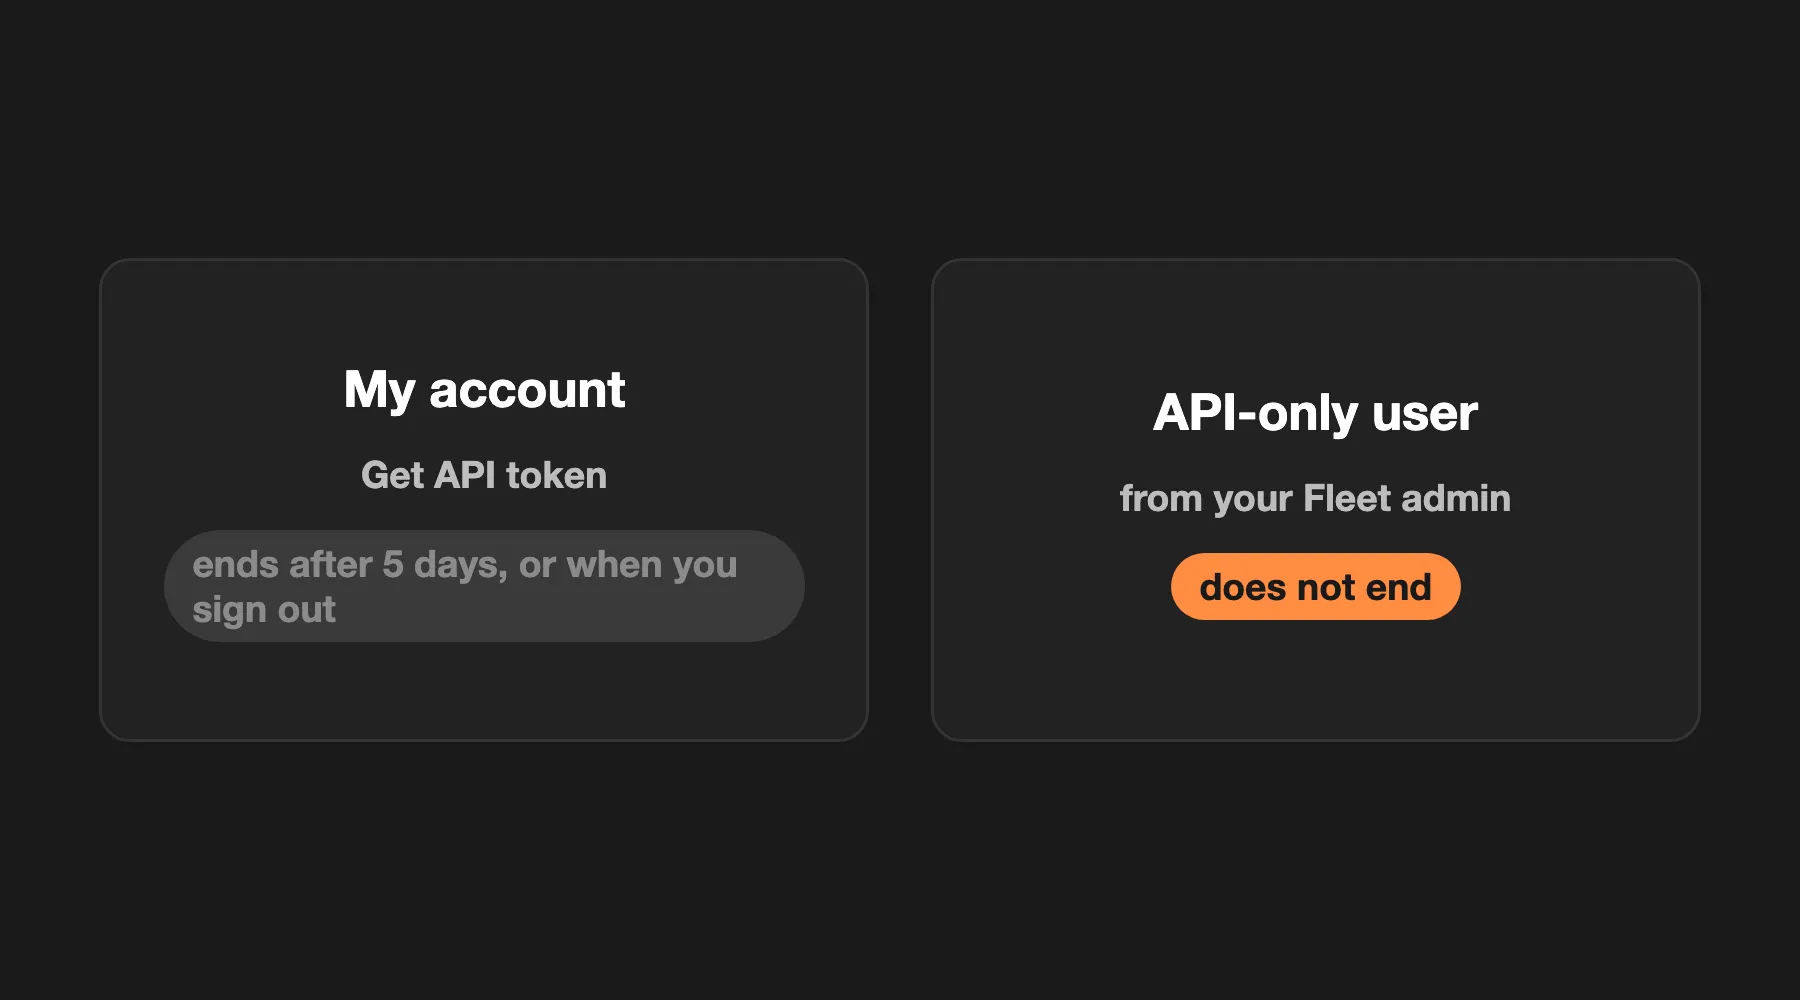 My account
Get API token
ends after 5 days, or when you
sign out
API-only user
from your Fleet admin
does not end